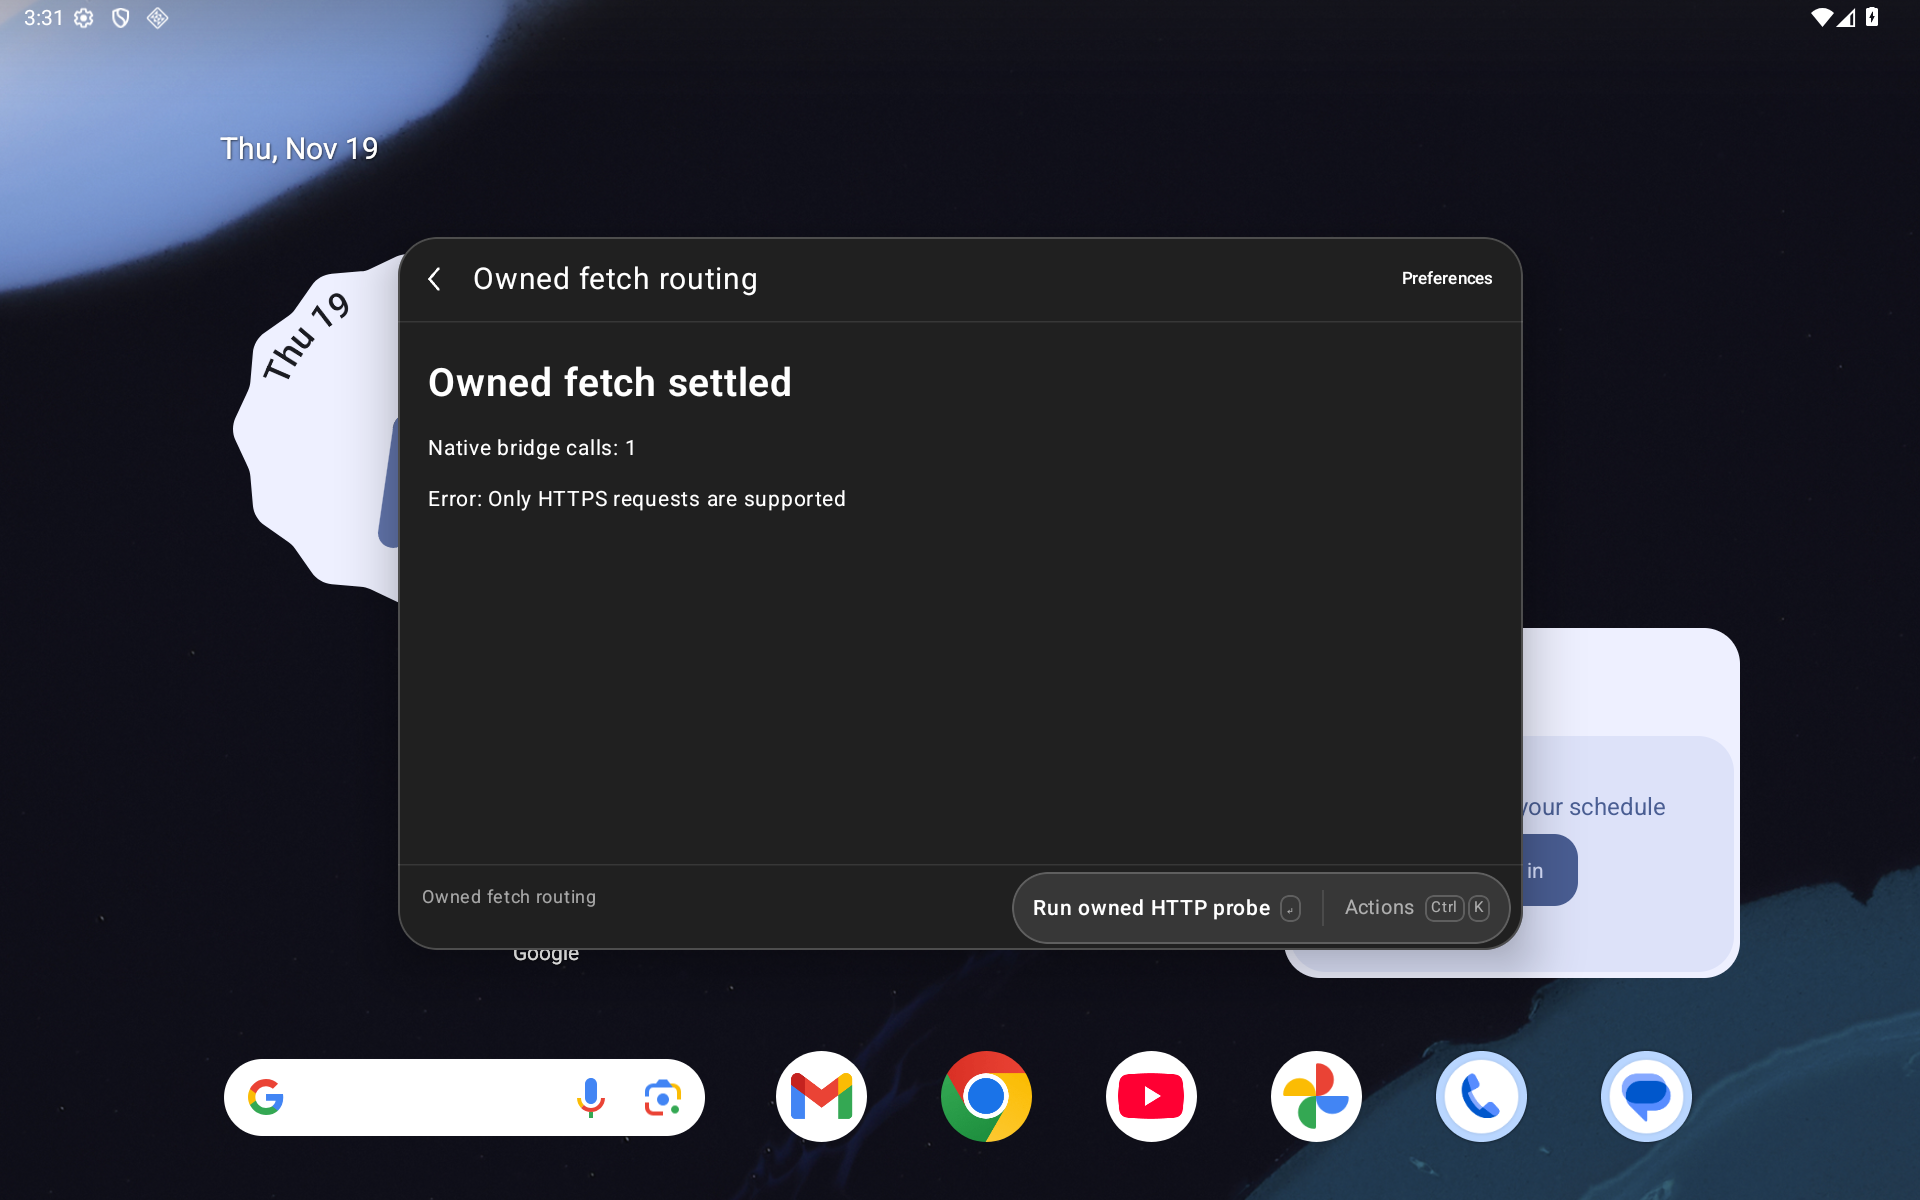 3:31
Thu, Nov 19
Thu 19
Owned fetch routing
Preferences
Owned fetch settled
Native bridge calls: 1
Error: Only HTTPS requests are supported
your schedule
in
Owned fetch routing
Run owned HTTP probe
Actions Ctrl K
Google